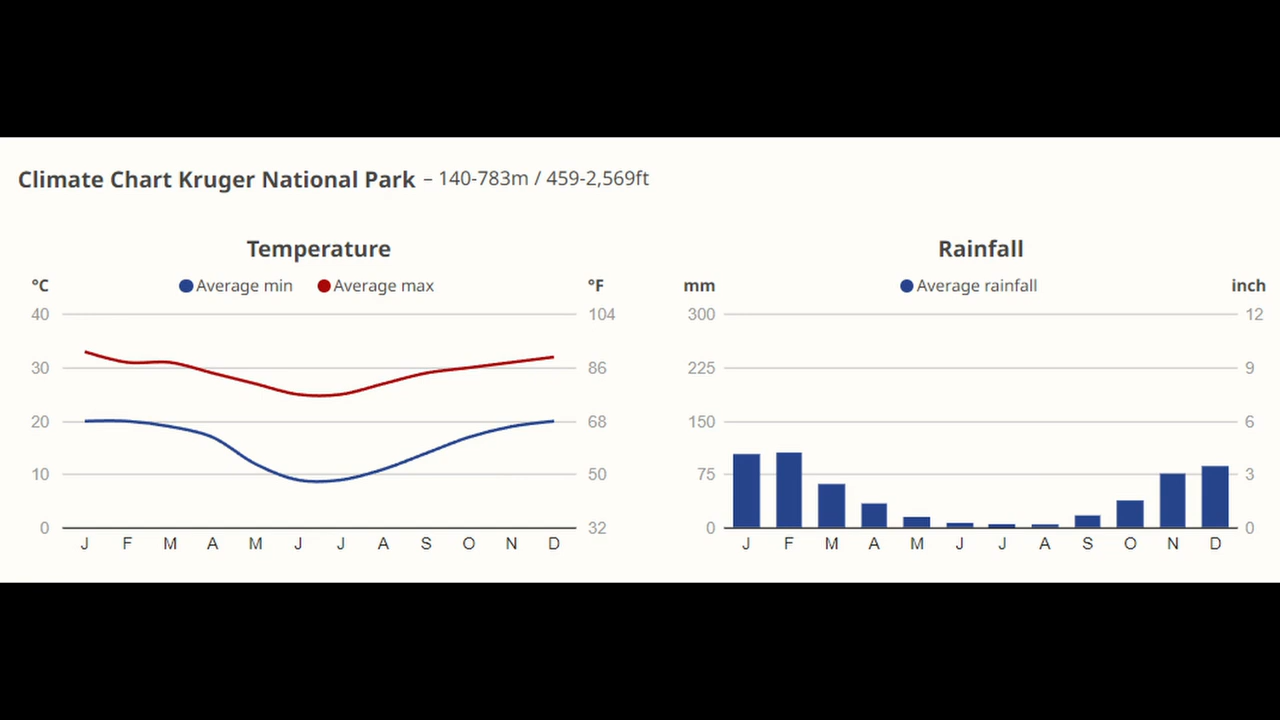 Climate Chart Kruger National Park – 140-783m / 459-2,569ft
Temperature
°C Average min Average max °F
40 104
30 86
20 68
10 50
0 32
J F M A M J J A S O N D
Rainfall
mm Average rainfall inch
300 12
225 9
150 6
75 3
0 0
J F M A M J J A S O N D